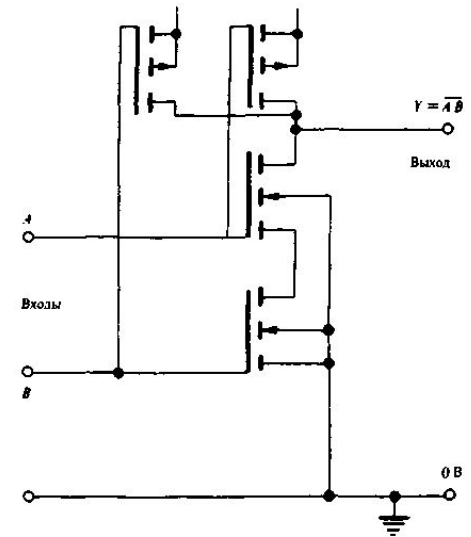 Y = A̅ B̅
Выход
A
Входы
B
0 В